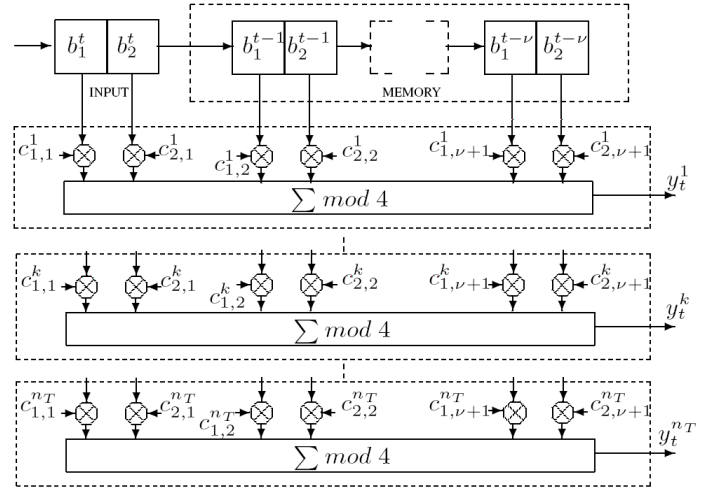 b_1^t b_2^t b_1^{t-1} b_2^{t-1} b_1^{t-ν} b_2^{t-ν}
INPUT MEMORY
c_{1,1}^1 c_{2,1}^1 c_{1,2}^1 c_{2,2}^1 c_{1,ν+1}^1 c_{2,ν+1}^1
∑ mod 4 y_t^1
c_{1,1}^k c_{2,1}^k c_{1,2}^k c_{2,2}^k c_{1,ν+1}^k c_{2,ν+1}^k
∑ mod 4 y_t^k
c_{1,1}^{n_T} c_{2,1}^{n_T} c_{1,2}^{n_T} c_{2,2}^{n_T} c_{1,ν+1}^{n_T} c_{2,ν+1}^{n_T}
∑ mod 4 y_t^{n_T}